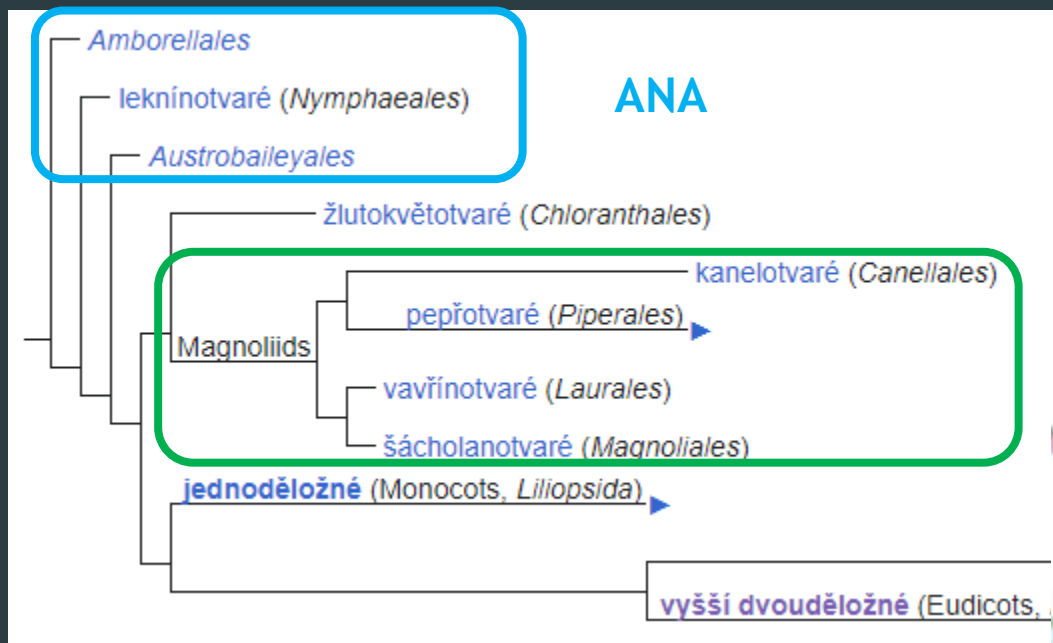 Amborellales
leknínotvaré (Nymphaeales)
ANA
Austrobaileyales
žlutokvětotvaré (Chloranthales)
kanelotvaré (Canellales)
pepřotvaré (Piperales)
Magnoliids
vavřínotvaré (Laurales)
šácholanotvaré (Magnoliales)
jednoděložné (Monocots, Liliopsida)
vyšší dvouděložné (Eudicots,